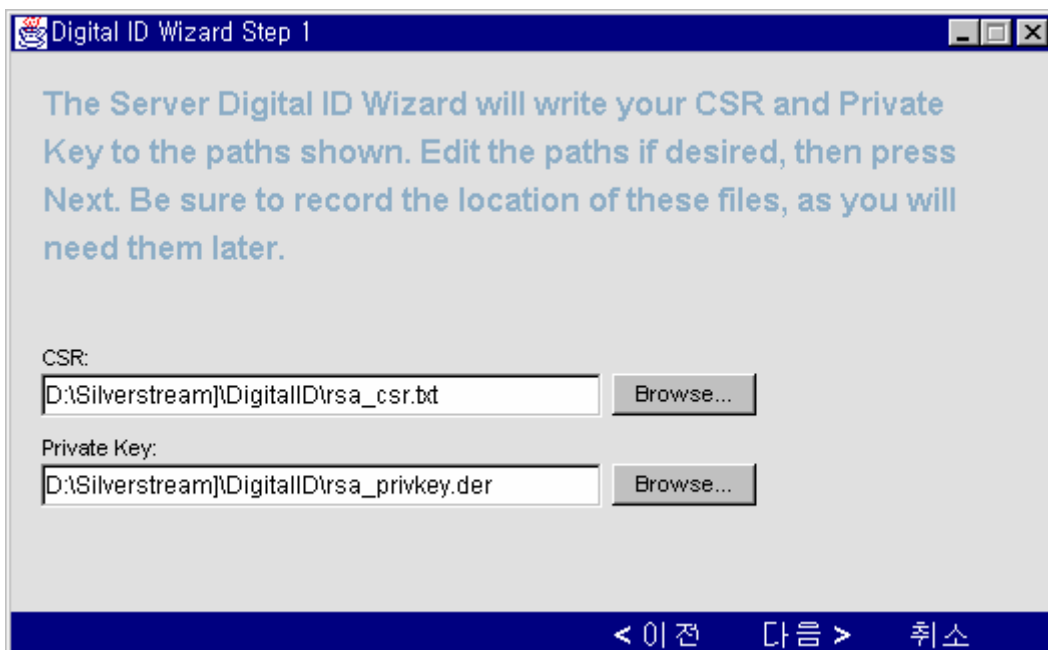 Digital ID Wizard Step 1
The Server Digital ID Wizard will write your CSR and Private
Key to the paths shown. Edit the paths if desired, then press
Next. Be sure to record the location of these files, as you will
need them later.
CSR:
D:\Silverstream]\DigitalID\rsa_csr.txt
Browse...
Private Key:
D:\Silverstream]\DigitalID\rsa_privkey.der
Browse...
< 이전 다음 > 취소